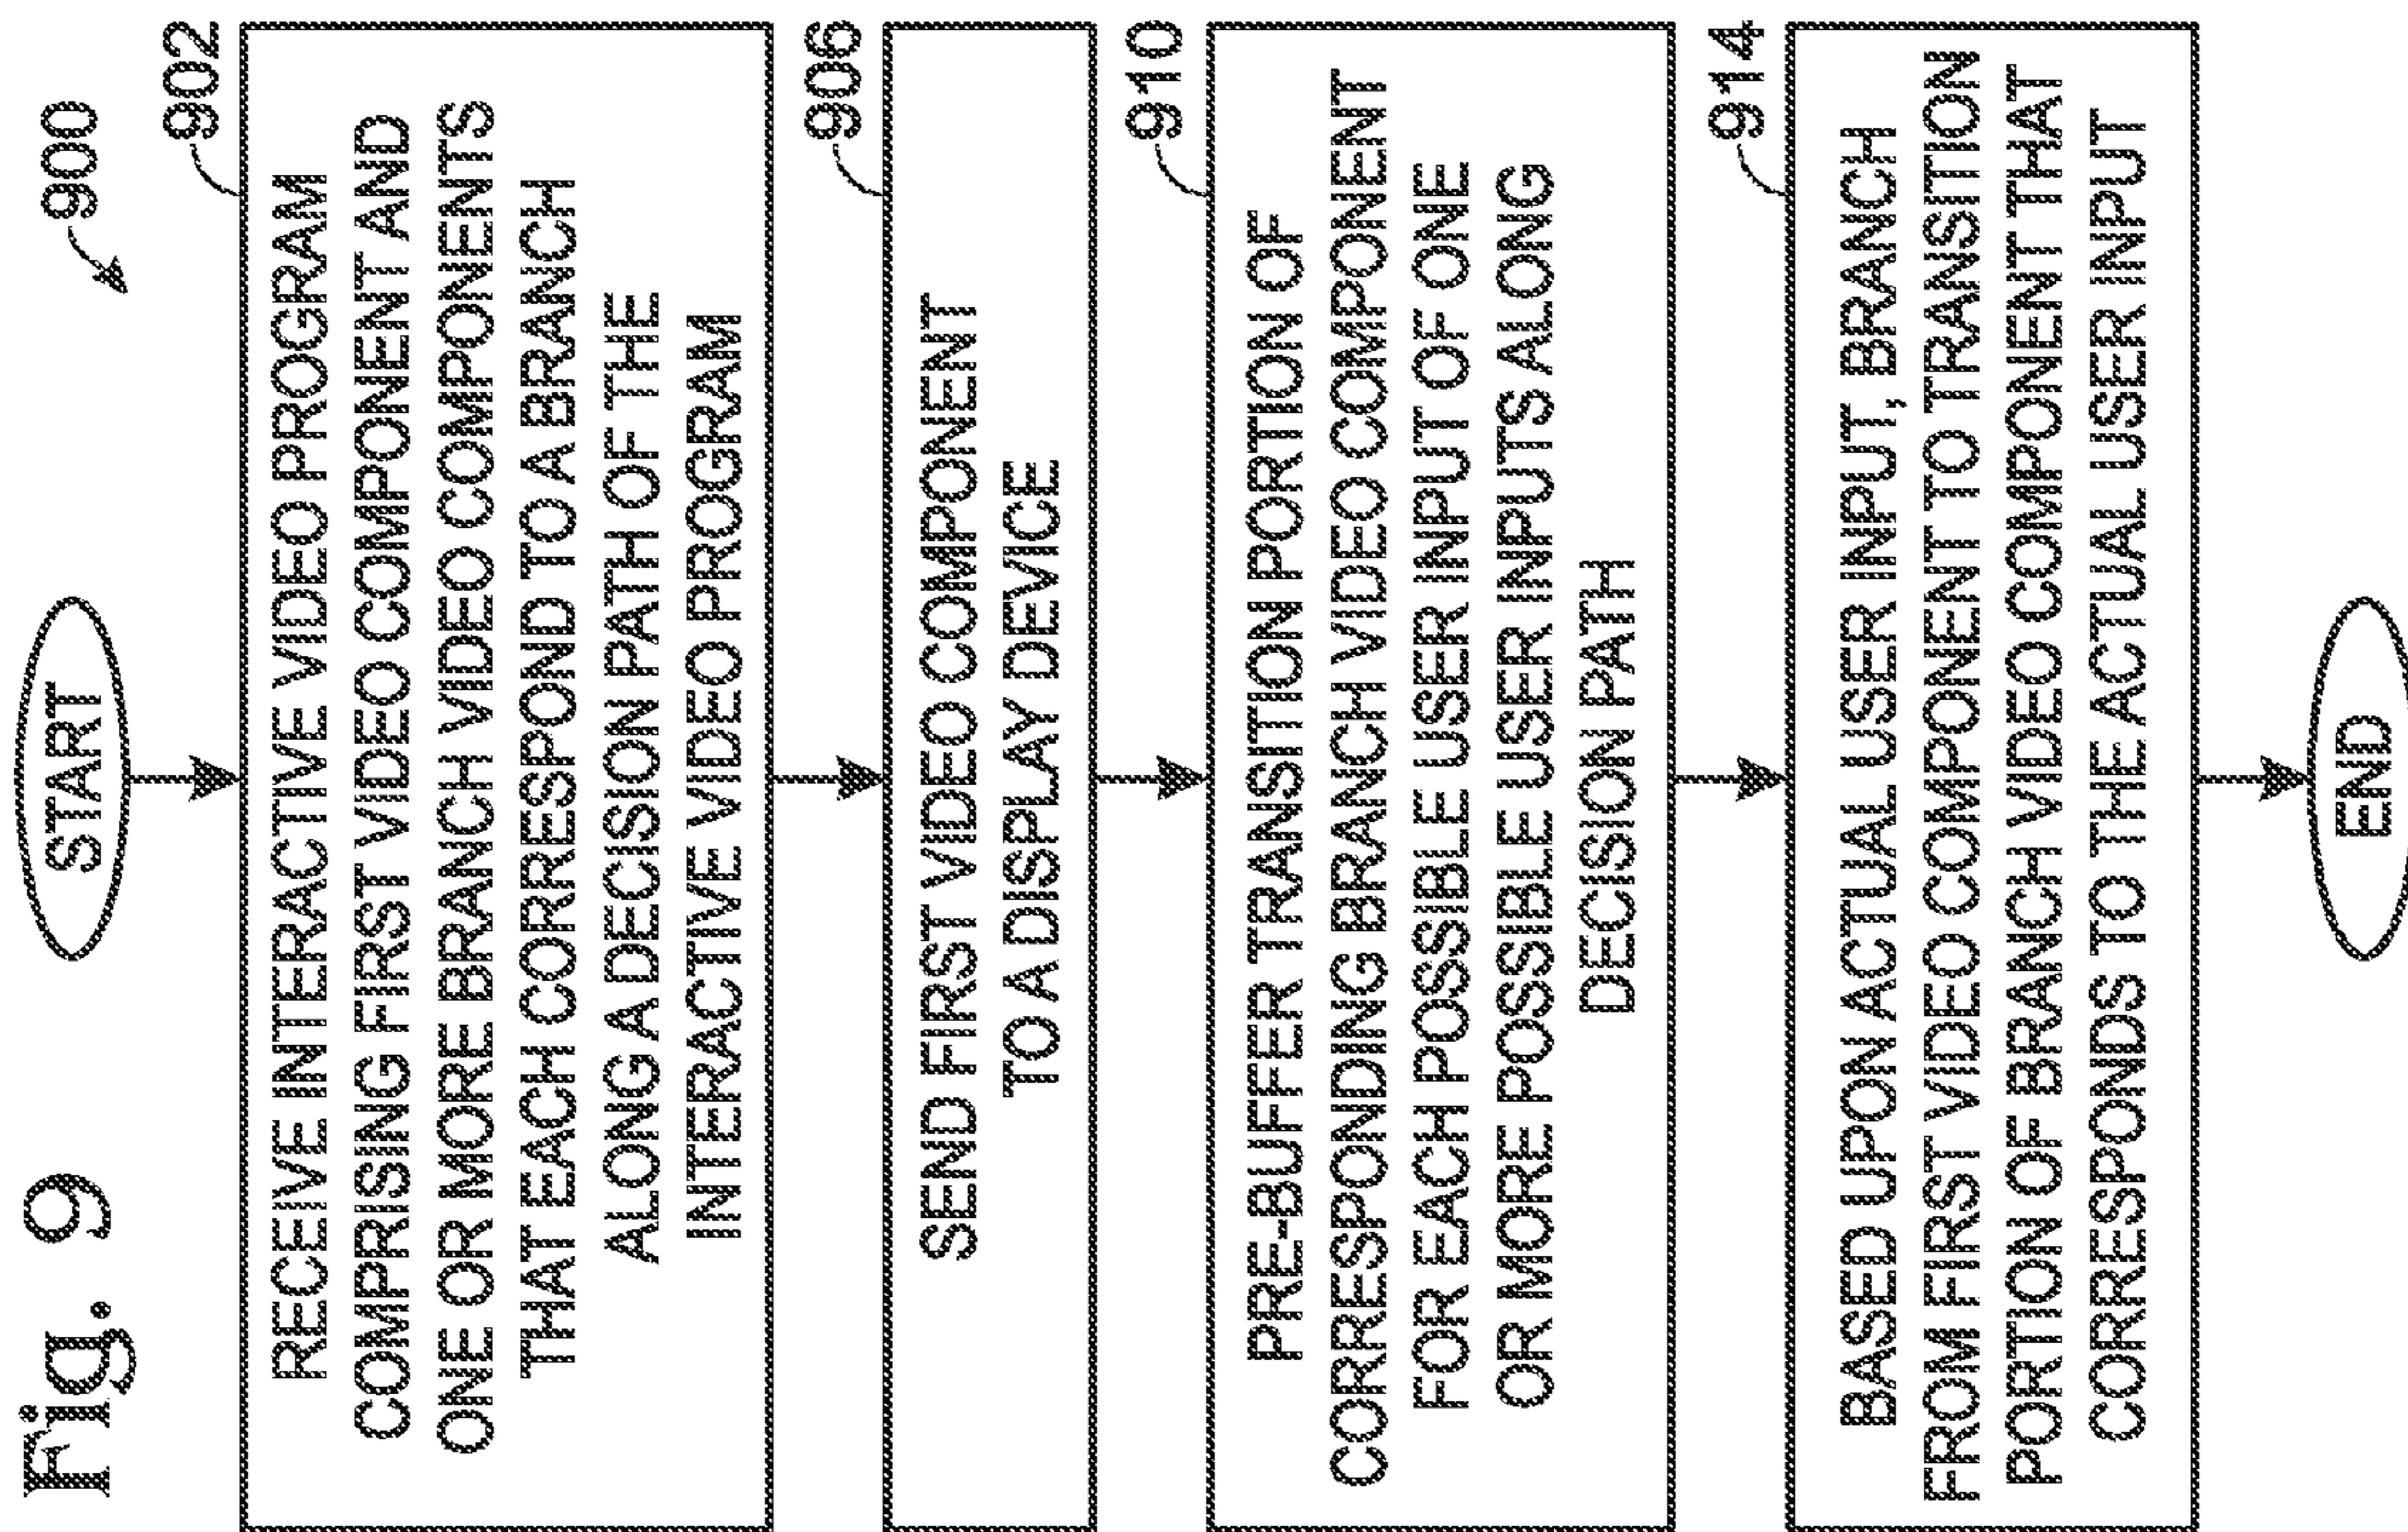 Fig. 9
900
START
902
RECEIVE INTERACTIVE VIDEO PROGRAM
COMPRISING FIRST VIDEO COMPONENT AND
ONE OR MORE BRANCH VIDEO COMPONENTS
THAT EACH CORRESPOND TO A BRANCH
ALONG A DECISION PATH OF THE
INTERACTIVE VIDEO PROGRAM
906
SEND FIRST VIDEO COMPONENT
TO A DISPLAY DEVICE
910
PRE-BUFFER TRANSITION PORTION OF
CORRESPONDING BRANCH VIDEO COMPONENT
FOR EACH POSSIBLE USER INPUT OF ONE
OR MORE POSSIBLE USER INPUTS ALONG
DECISION PATH
914
BASED UPON ACTUAL USER INPUT, BRANCH
FROM FIRST VIDEO COMPONENT TO TRANSITION
PORTION OF BRANCH VIDEO COMPONENT THAT
CORRESPONDS TO THE ACTUAL USER INPUT
END